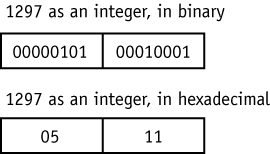 1297 as an integer, in binary
00000101 00010001
1297 as an integer, in hexadecimal
05 11